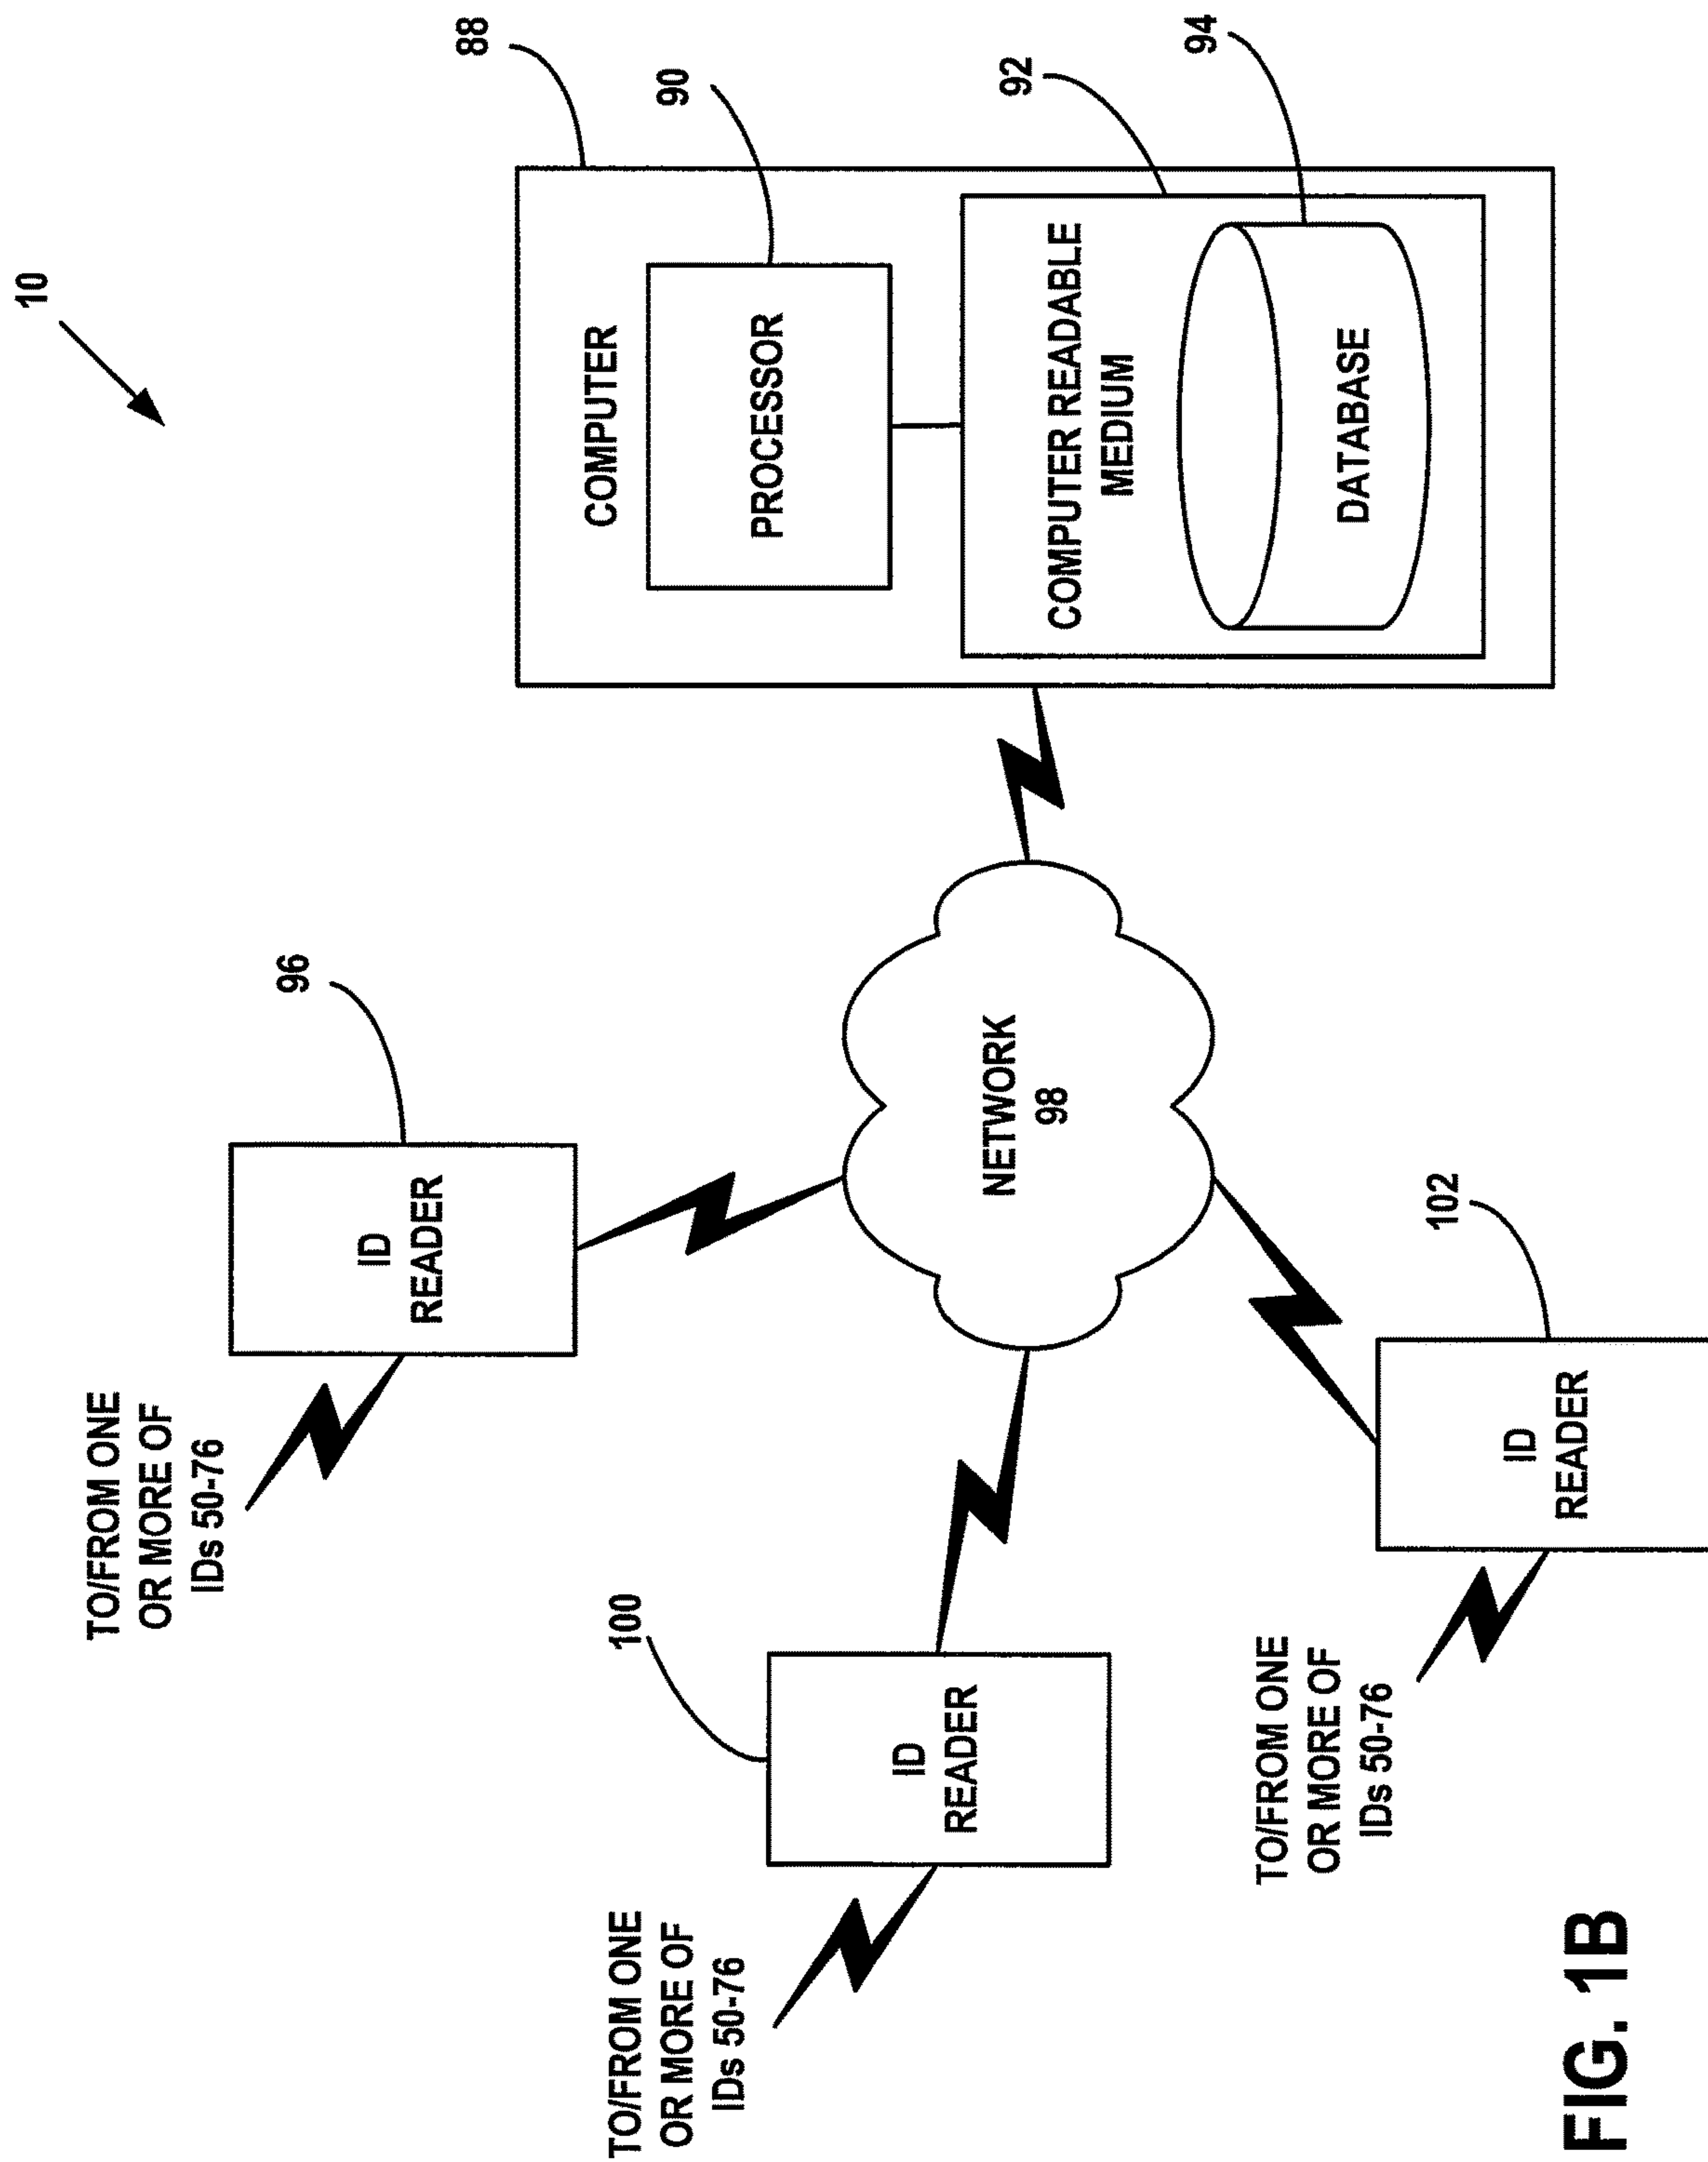 10
88
COMPUTER
90
PROCESSOR
92
COMPUTER READABLE
MEDIUM
94
DATABASE
96
ID
READER
TO/FROM ONE
OR MORE OF
IDs 50-76
NETWORK
98
100
ID
READER
TO/FROM ONE
OR MORE OF
IDs 50-76
102
ID
READER
TO/FROM ONE
OR MORE OF
IDs 50-76
FIG. 1B